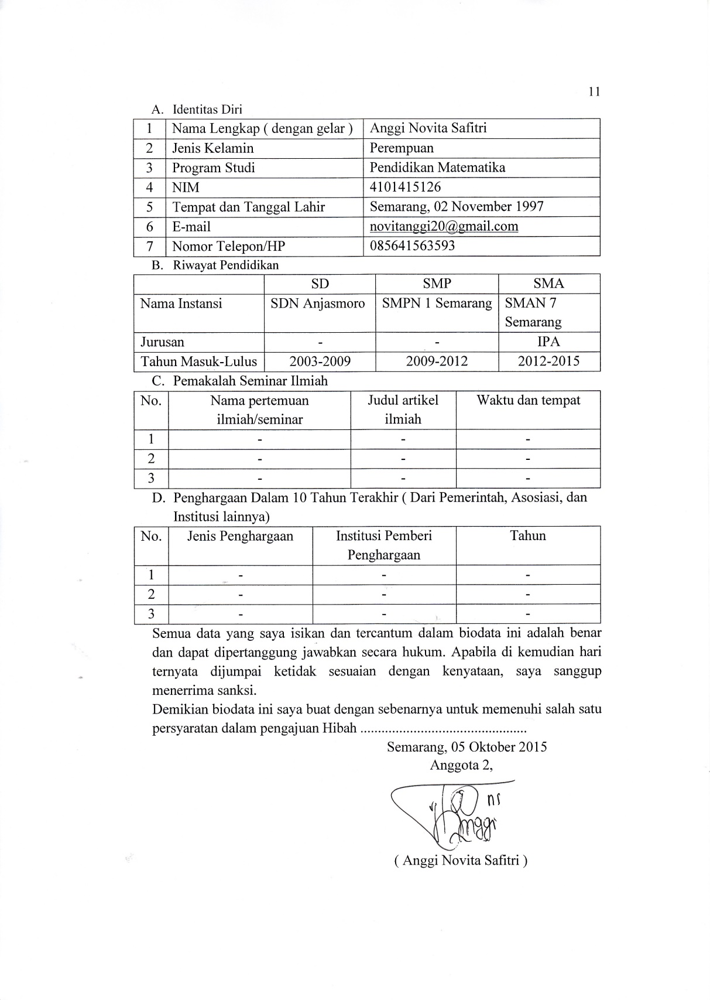 11
A. Identitas Diri
1 Nama Lengkap ( dengan gelar ) Anggi Novita Safitri
2 Jenis Kelamin Perempuan
3 Program Studi Pendidikan Matematika
4 NIM 4101415126
5 Tempat dan Tanggal Lahir Semarang, 02 November 1997
6 E-mail novitanggi20@gmail.com
7 Nomor Telepon/HP 085641563593
B. Riwayat Pendidikan
SD SMP SMA
Nama Instansi SDN Anjasmoro SMPN 1 Semarang SMAN 7
Semarang
Jurusan - - IPA
Tahun Masuk-Lulus 2003-2009 2009-2012 2012-2015
C. Pemakalah Seminar Ilmiah
No. Nama pertemuan Judul artikel Waktu dan tempat
ilmiah/seminar ilmiah
1 - - -
2 - - -
3 - - -
D. Penghargaan Dalam 10 Tahun Terakhir ( Dari Pemerintah, Asosiasi, dan
Institusi lainnya)
No. Jenis Penghargaan Institusi Pemberi Tahun
Penghargaan
1 - - -
2 - - -
3 - - -
Semua data yang saya isikan dan tercantum dalam biodata ini adalah benar
dan dapat dipertanggung jawabkan secara hukum. Apabila di kemudian hari
ternyata dijumpai ketidak sesuaian dengan kenyataan, saya sanggup
menerrima sanksi.
Demikian biodata ini saya buat dengan sebenarnya untuk memenuhi salah satu
persyaratan dalam pengajuan Hibah ................................................
Semarang, 05 Oktober 2015
Anggota 2,
ns
Anggi
( Anggi Novita Safitri )